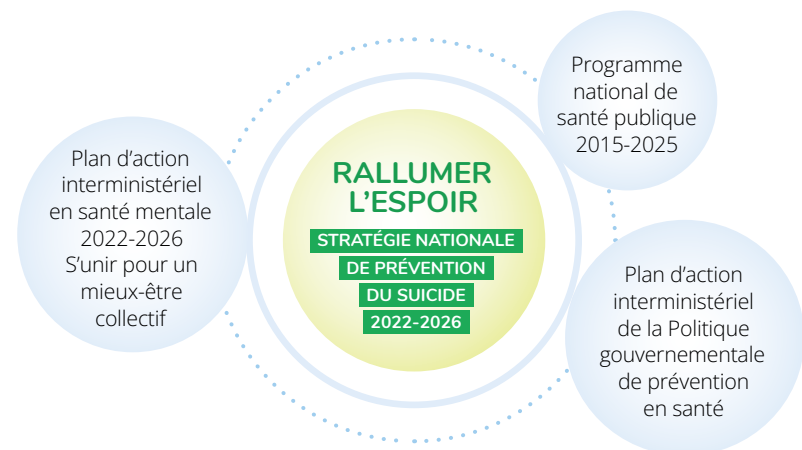 Plan d’action
interministériel
en santé mentale
2022-2026
S’unir pour un
mieux-être
collectif
RALLUMER
L’ESPOIR
STRATÉGIE NATIONALE
DE PRÉVENTION
DU SUICIDE
2022-2026
Programme
national de
santé publique
2015-2025
Plan d’action
interministériel
de la Politique
gouvernementale
de prévention
en santé